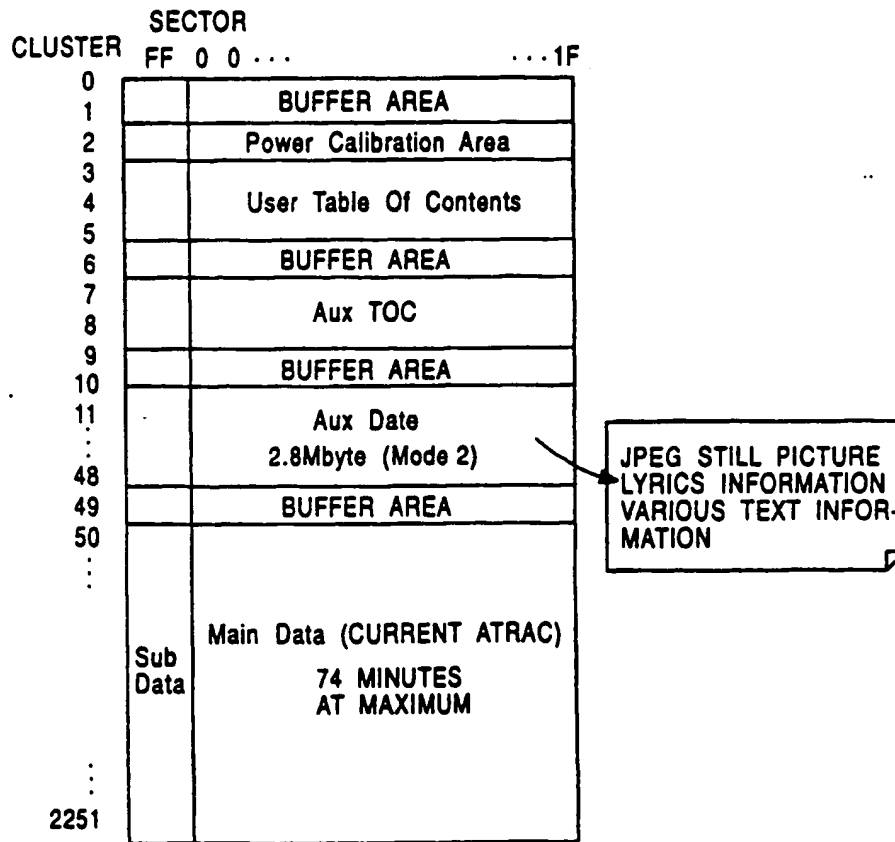 SECTOR
CLUSTER FF 0 0 ... ...1F
0
1 BUFFER AREA
2 Power Calibration Area
3
4 User Table Of Contents
5
6 BUFFER AREA
7
8 Aux TOC
9
10 BUFFER AREA
11 Aux Date
2.8Mbyte (Mode 2)
48
49 BUFFER AREA
50
JPEG STILL PICTURE
LYRICS INFORMATION
VARIOUS TEXT INFOR-
MATION
Main Data (CURRENT ATRAC)
Sub
Data
74 MINUTES
AT MAXIMUM
2251